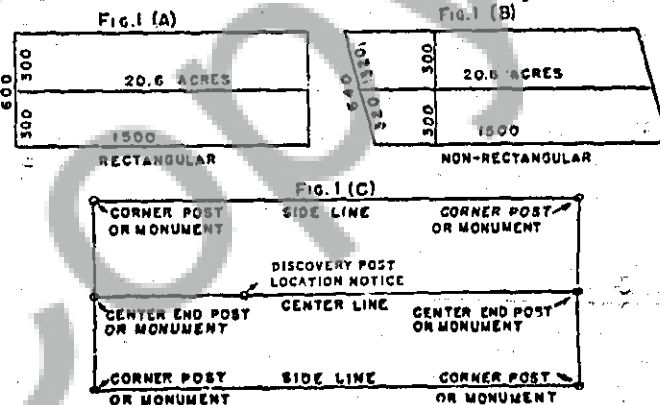 FIG.1 (A)
FIG.1 (B)
600
300
20.6 ACRES
300
1500
RECTANGULAR
640
320
320
300
20.6 ACRES
300
1500
NON-RECTANGULAR
FIG.1 (C)
CORNER POST
OR MONUMENT
SIDE LINE
CORNER POST
OR MONUMENT
DISCOVERY POST
LOCATION NOTICE
CENTER END POST
OR MONUMENT
CENTER LINE
CENTER END POST
OR MONUMENT
CORNER POST
OR MONUMENT
SIDE LINE
CORNER POST
OR MONUMENT